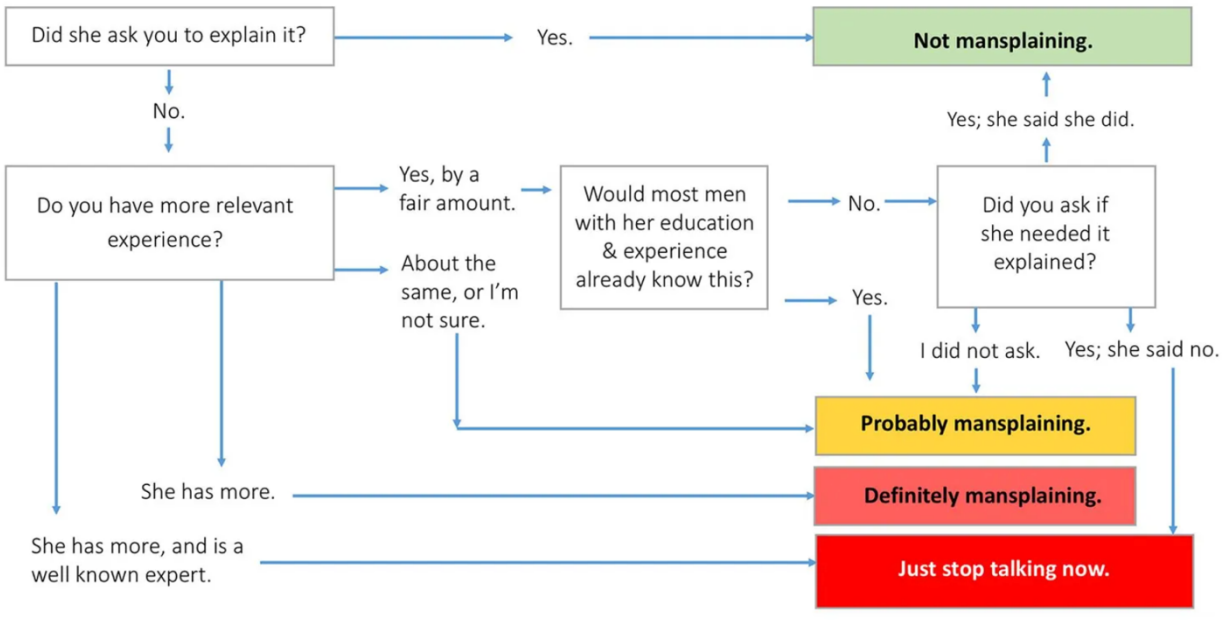 Did she ask you to explain it?
Yes.
Not mansplaining.
No.
Yes; she said she did.
Do you have more relevant
experience?
Yes, by a
fair amount.
About the
same, or I'm
not sure.
Would most men
with her education
& experience
already know this?
No.
Yes.
Did you ask if
she needed it
explained?
I did not ask.
Yes; she said no.
Probably mansplaining.
She has more.
Definitely mansplaining.
She has more, and is a
well known expert.
Just stop talking now.